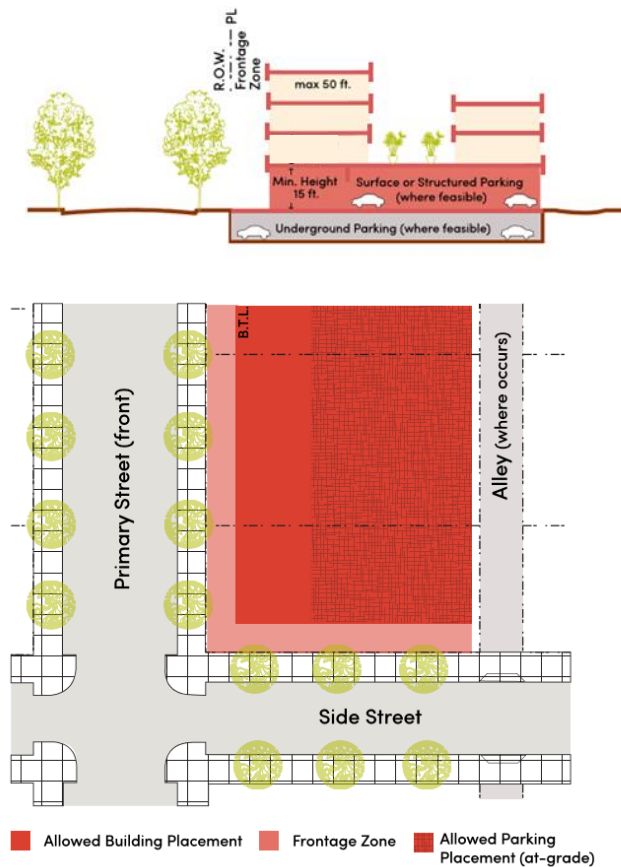 R.O.W.
PL
Frontage
Zone
max 50 ft.
Min. Height
15 ft.
Surface or Structured Parking
(where feasible)
Underground Parking (where feasible)
B.T.L.
Primary Street (front)
Alley (where occurs)
Side Street
Allowed Building Placement
Frontage Zone
Allowed Parking
Placement (at-grade)